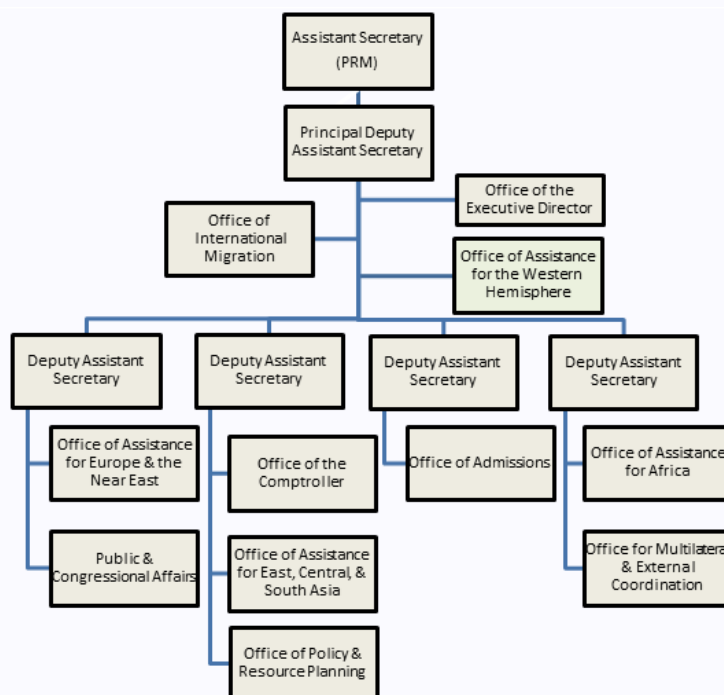 Assistant Secretary
(PRM)
Principal Deputy
Assistant Secretary
Office of the
Executive Director
Office of
International
Migration
Office of Assistance
for the Western
Hemisphere
Deputy Assistant
Secretary
Deputy Assistant
Secretary
Deputy Assistant
Secretary
Deputy Assistant
Secretary
Office of Assistance
for Europe & the
Near East
Public &
Congressional Affairs
Office of the
Comptroller
Office of Assistance
for East, Central, &
South Asia
Office of Policy &
Resource Planning
Office of Admissions
Office of Assistance
for Africa
Office for Multilateral
& External
Coordination